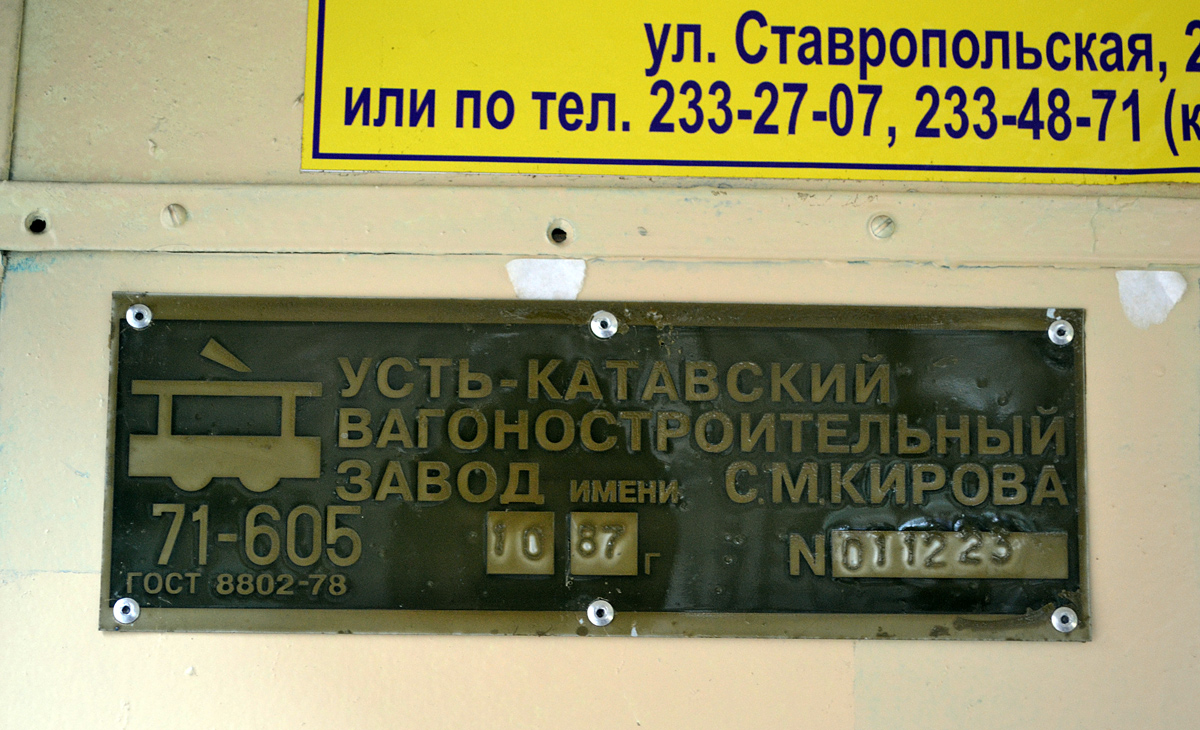 ул. Ставропольская, 2
или по тел. 233-27-07, 233-48-71 (к
УСТЬ-КАТАВСКИЙ
ВАГОНОСТРОИТЕЛЬНЫЙ
ЗАВОД ИМЕНИ С.М.КИРОВА
71-605 10 87 г N 011223
ГОСТ 8802-78